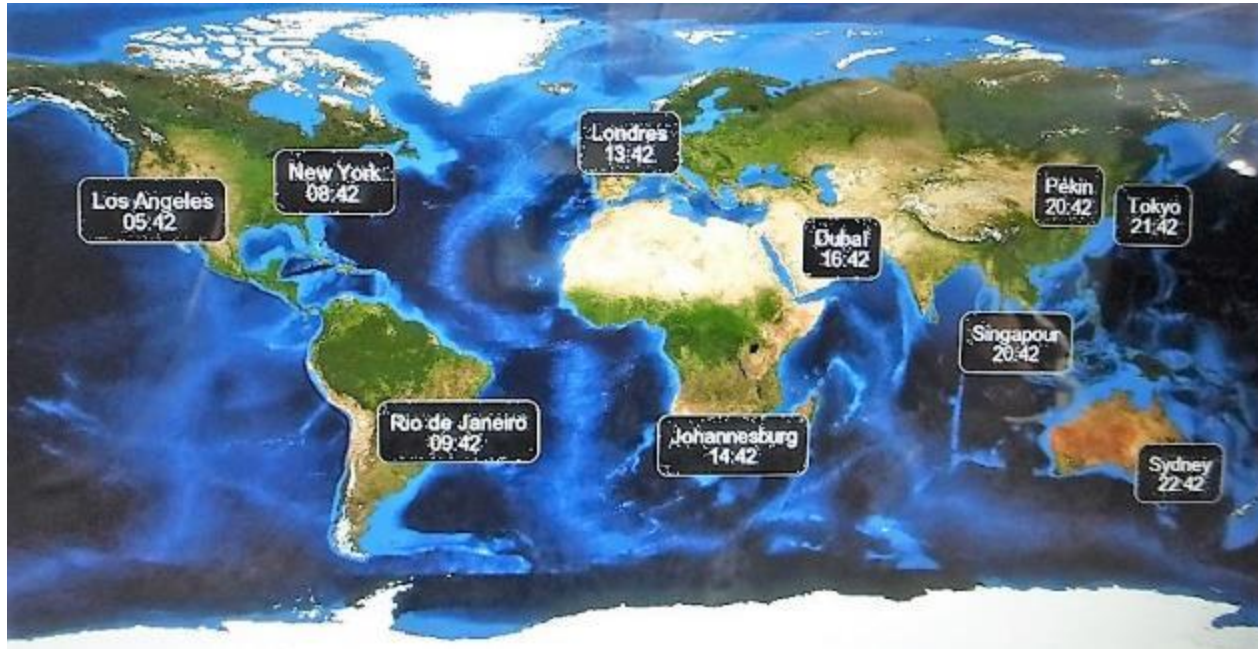 Londres
13:42
New York
08:42
Los Angeles
05:42
Pékin
20:42
Tokyo
21:42
Dubaï
16:42
Singapour
20:42
Rio de Janeiro
09:42
Johannesburg
14:42
Sydney
22:42